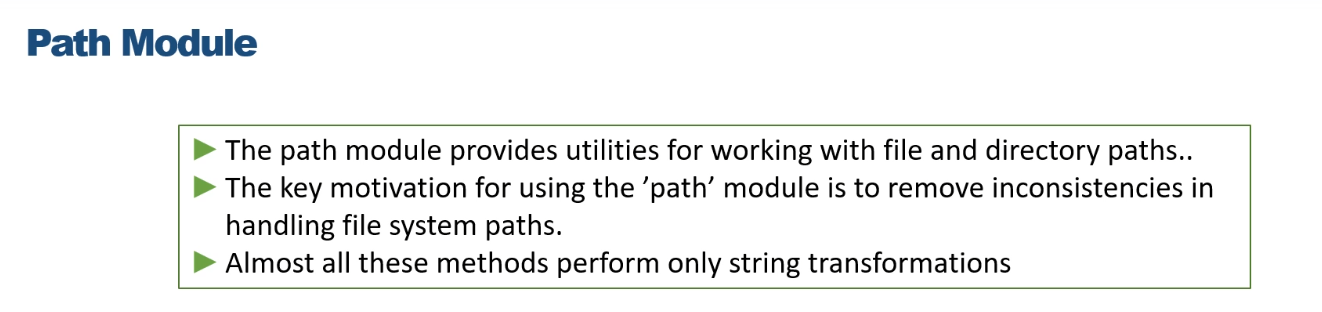 Path Module
The path module provides utilities for working with file and directory paths..
The key motivation for using the ’path’ module is to remove inconsistencies in
handling file system paths.
Almost all these methods perform only string transformations